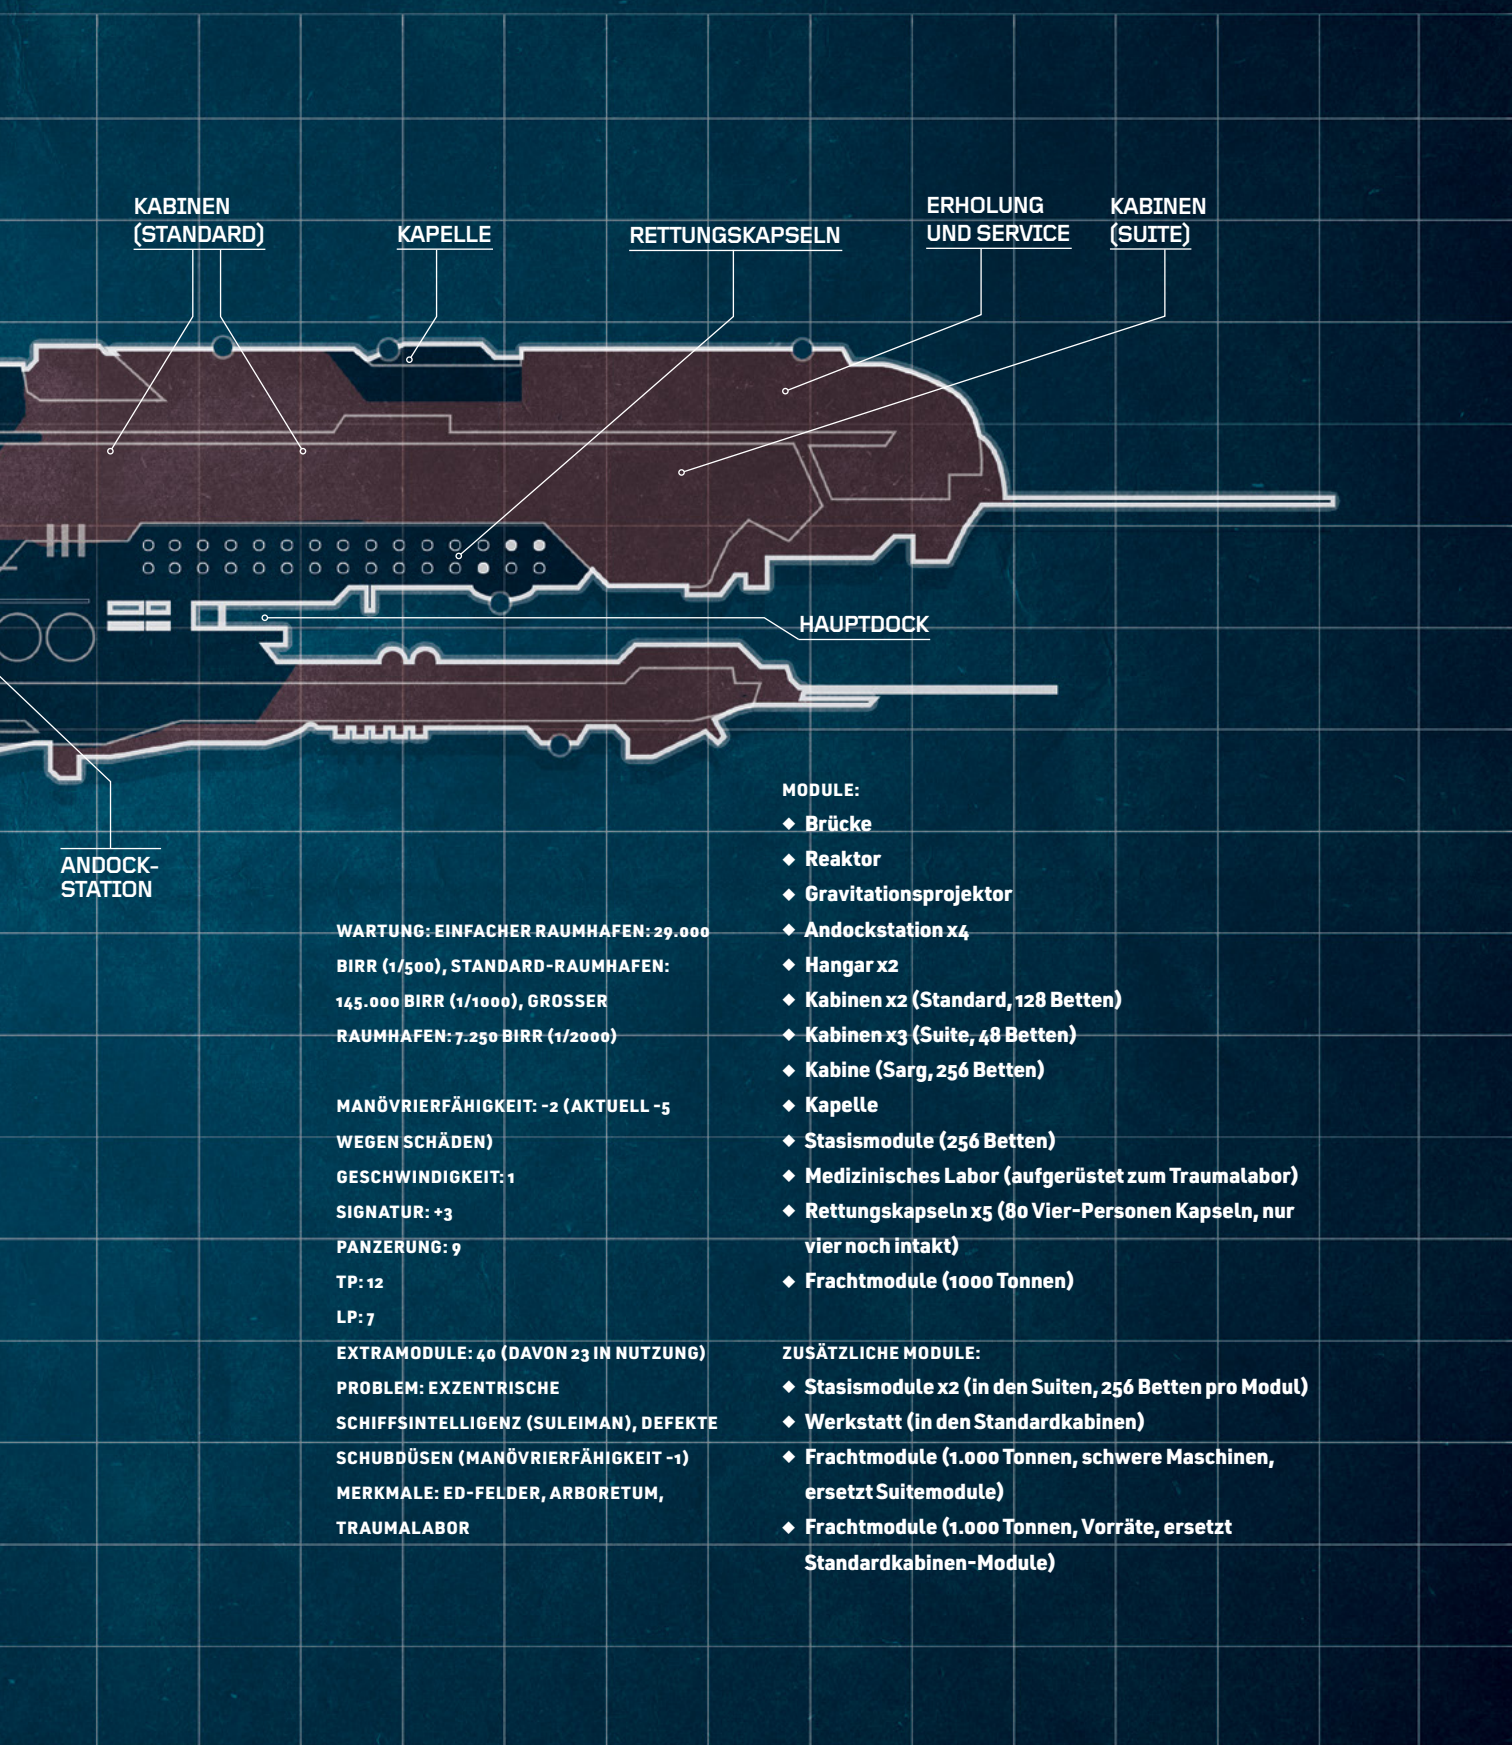 KABINEN
(STANDARD)
KAPELLE
RETTUNGSKAPSELN
ERHOLUNG
UND SERVICE
KABINEN
(SUITE)
HAUPTDOCK
ANDOCK-
STATION
WARTUNG: EINFACHER RAUMHAFEN: 29.000
BIRR (1/500), STANDARD-RAUMHAFEN:
145.000 BIRR (1/1000), GROSSER
RAUMHAFEN: 7.250 BIRR (1/2000)
MANÖVRIERFÄHIGKEIT: -2 (AKTUELL -5
WEGEN SCHÄDEN)
GESCHWINDIGKEIT: 1
SIGNATUR: +3
PANZERUNG: 9
TP: 12
LP: 7
EXTRAMODULE: 40 (DAVON 23 IN NUTZUNG)
PROBLEM: EXZENTRISCHE
SCHIFFSINTELLIGENZ (SULEIMAN), DEFEKTE
SCHUBDÜSEN (MANÖVRIERFÄHIGKEIT -1)
MERKMALE: ED-FELDER, ARBORETUM,
TRAUMALABOR
MODULE:
◆ Brücke
◆ Reaktor
◆ Gravitationsprojektor
◆ Andockstation x4
◆ Hangar x2
◆ Kabinen x2 (Standard, 128 Betten)
◆ Kabinen x3 (Suite, 48 Betten)
◆ Kabine (Sarg, 256 Betten)
◆ Kapelle
◆ Stasismodule (256 Betten)
◆ Medizinisches Labor (aufgerüstet zum Traumalabor)
◆ Rettungskapseln x5 (80 Vier-Personen Kapseln, nur
vier noch intakt)
◆ Frachtmodule (1000 Tonnen)
ZUSÄTZLICHE MODULE:
◆ Stasismodule x2 (in den Suiten, 256 Betten pro Modul)
◆ Werkstatt (in den Standardkabinen)
◆ Frachtmodule (1.000 Tonnen, schwere Maschinen,
ersetzt Suitemodule)
◆ Frachtmodule (1.000 Tonnen, Vorräte, ersetzt
Standardkabinen-Module)